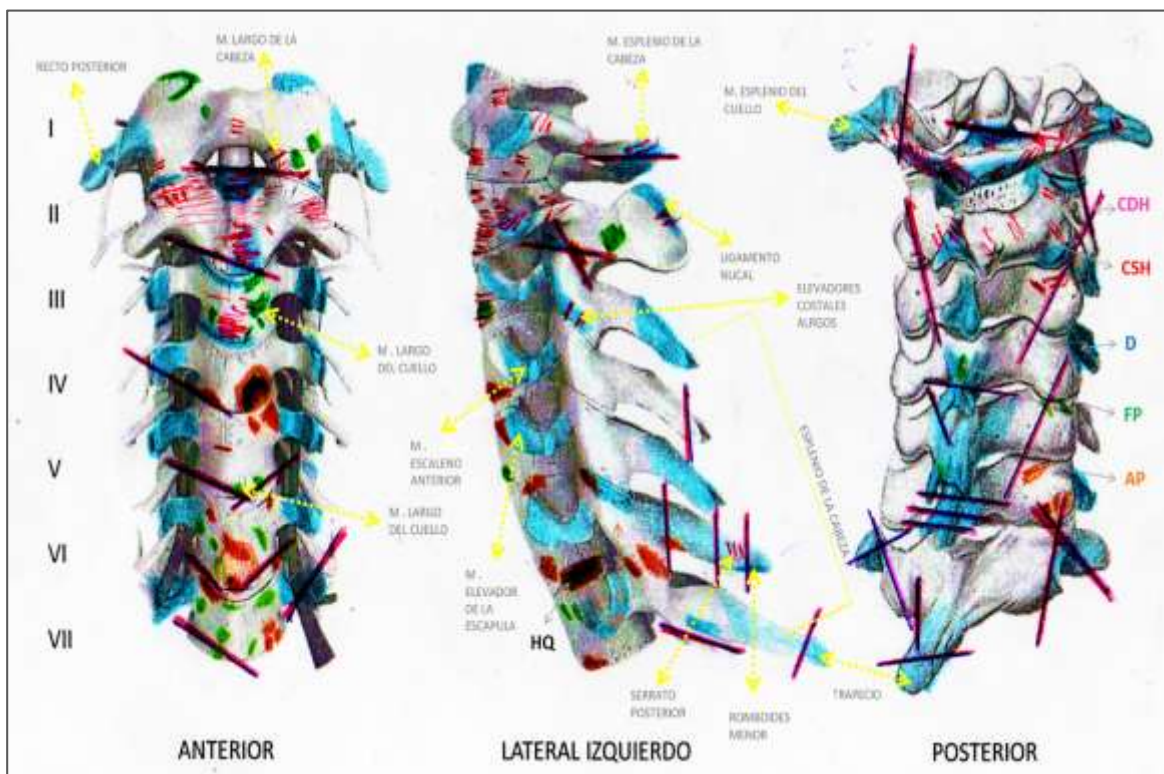 M. LARGO DE LA
CABEZA
RECTO POSTERIOR
I
II
III
IV
V
VI
VII
M . LARGO
DEL CUELLO
M . LARGO
DEL CUELLO
ANTERIOR
M. ESPLENIO DE LA
CABEZA
LIGAMENTO
NUCAL
ELEVADORES
COSTALES
ALRGOS
M .
ESCALENO
ANTERIOR
ESPLENIO DE LA CABEZA
M .
ELEVADOR
DE LA
ESCAPULA
HQ
SERRATO
POSTERIOR
ROMBOIDES
MENOR
TRAPECIO
LATERAL IZQUIERDO
M. ESPLENIO DEL
CUELLO
CDH
CSH
D
FP
AP
POSTERIOR